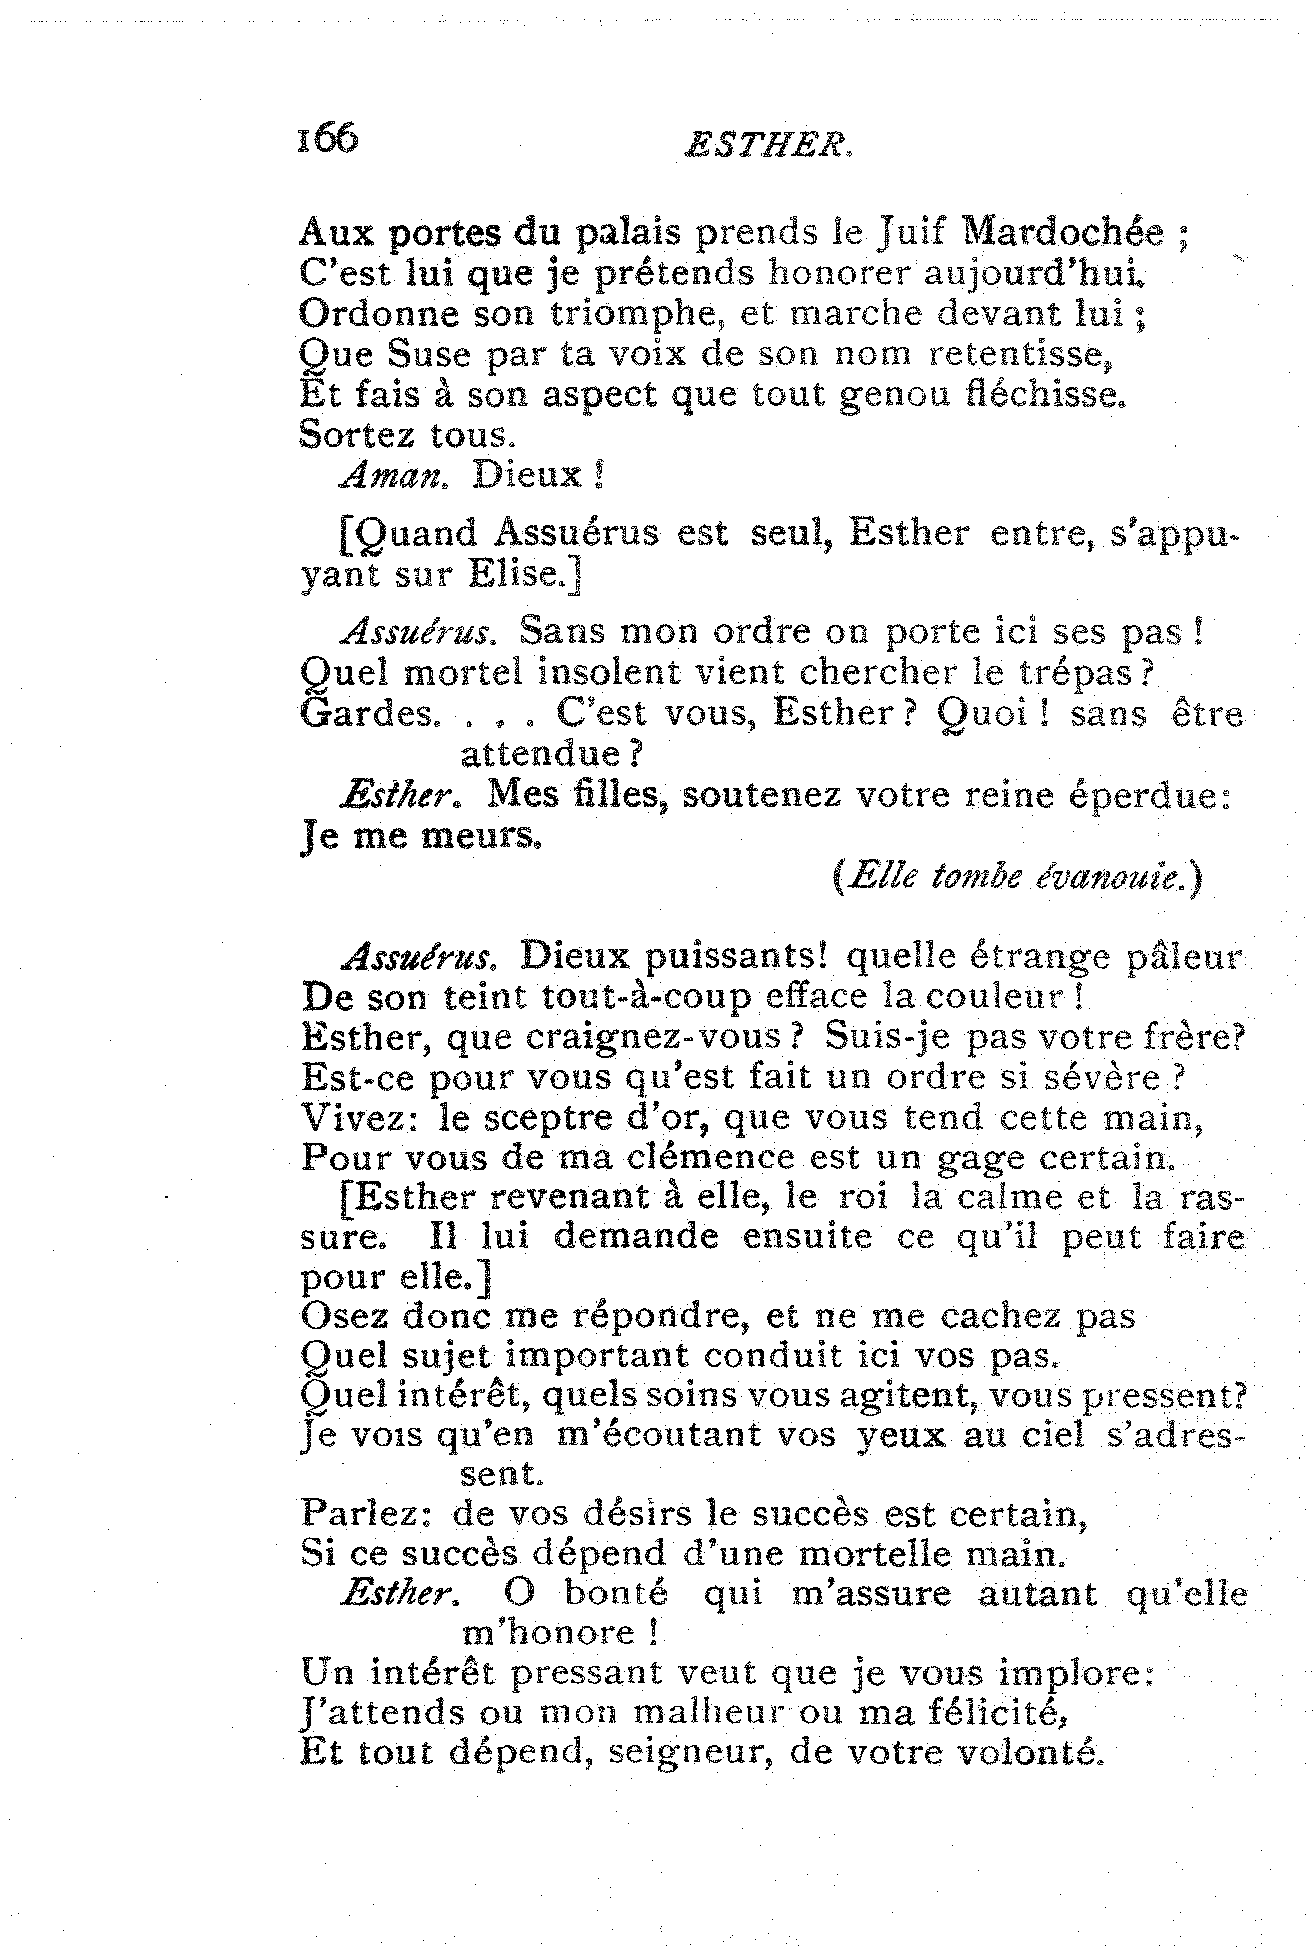 166
ESTHER.
Aux portes du palais prends le Juif Mardochée ;
C'est lui que je prétends honorer aujourd'hui.
Ordonne son triomphe, et marche devant lui ;
Que Suse par ta voix de son nom retentisse,
Et fais à son aspect que tout genou fléchisse.
Sortez tous.
Aman. Dieux !
[Quand Assuérus est seul, Esther entre, s'appu-
yant sur Elise.]
Assuérus. Sans mon ordre on porte ici ses pas !
Quel mortel insolent vient chercher le trépas ?
Gardes. . . . C'est vous, Esther ? Quoi ! sans être
attendue ?
Esther. Mes filles, soutenez votre reine éperdue:
Je me meurs.
(Elle tombe évanouie.)
Assuérus. Dieux puissants! quelle étrange pâleur
De son teint tout-à-coup efface la couleur !
Esther, que craignez-vous ? Suis-je pas votre frère?
Est-ce pour vous qu'est fait un ordre si sévère ?
Vivez: le sceptre d'or, que vous tend cette main,
Pour vous de ma clémence est un gage certain.
[Esther revenant à elle, le roi la calme et la ras-
sure. Il lui demande ensuite ce qu'il peut faire
pour elle.]
Osez donc me répondre, et ne me cachez pas
Quel sujet important conduit ici vos pas.
Quel intérêt, quels soins vous agitent, vous pressent?
Je vois qu'en m'écoutant vos yeux au ciel s'adres-
sent.
Parlez: de vos désirs le succès est certain,
Si ce succès dépend d'une mortelle main.
Esther. O bonté qui m'assure autant qu'elle
m'honore !
Un intérêt pressant veut que je vous implore:
J'attends ou mon malheur ou ma félicité,
Et tout dépend, seigneur, de votre volonté.